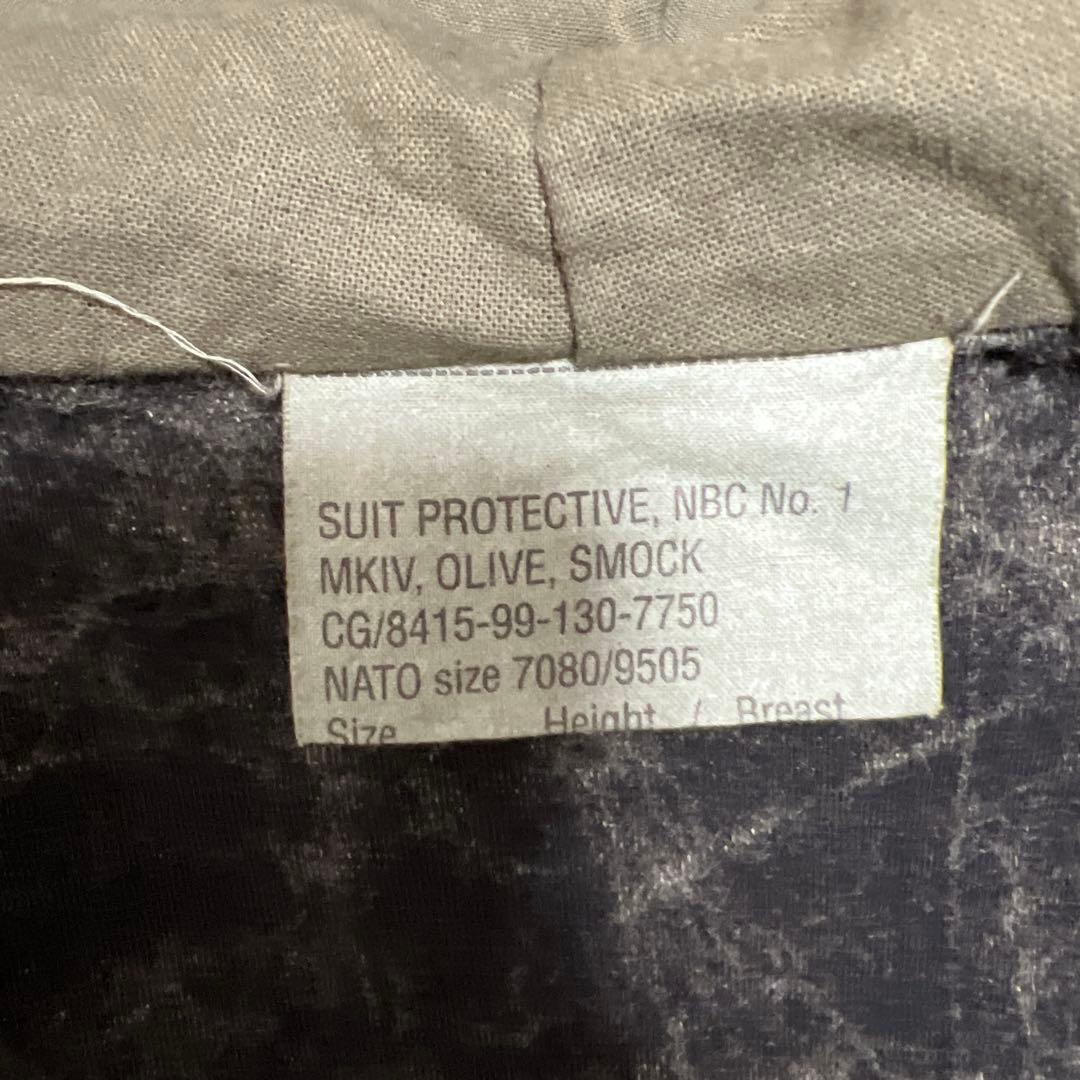 SUIT PROTECTIVE, NBC No. 1
MKIV, OLIVE, SMOCK
CG/8415-99-130-7750
NATO size 7080/9505
Size Height / Breast